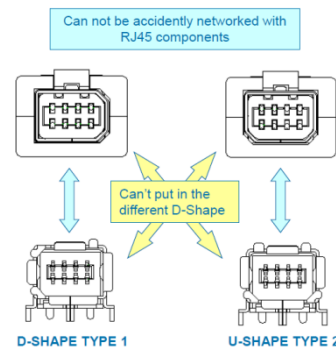 Can not be accidently networked with
RJ45 components
Can't put in the
different D-Shape
D-SHAPE TYPE 1
U-SHAPE TYPE 2